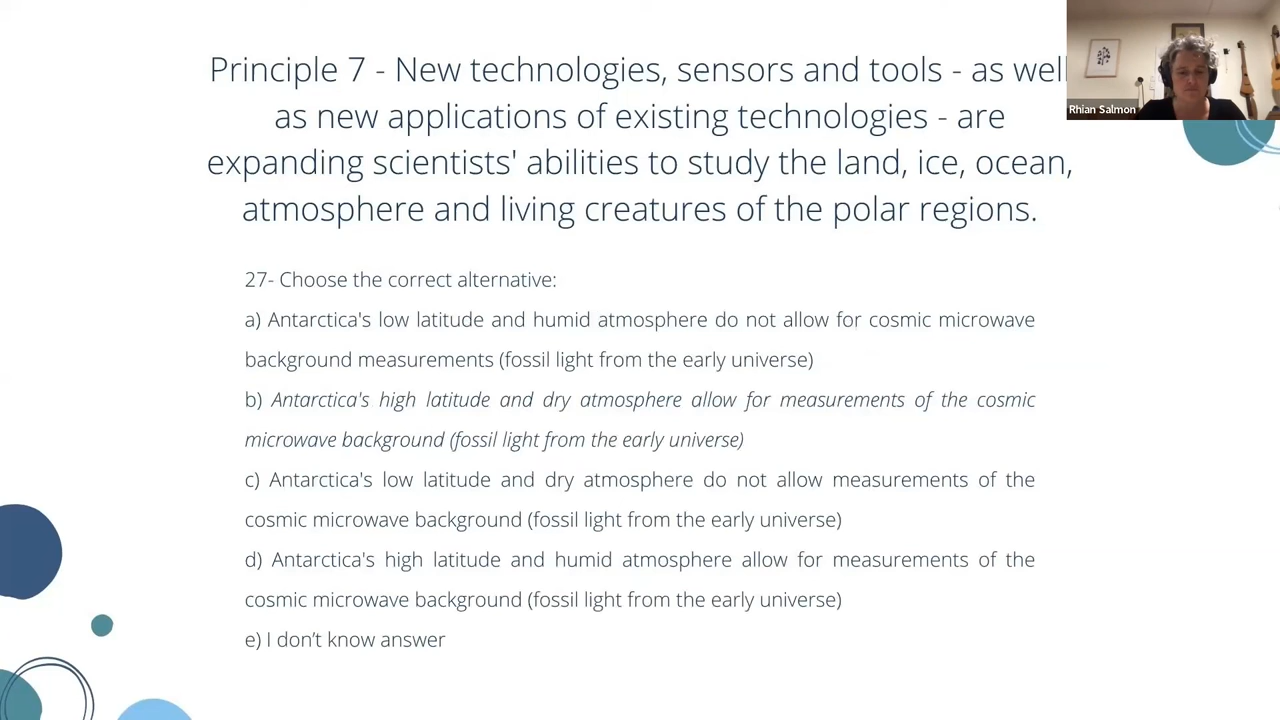 Principle 7 - New technologies, sensors and tools - as well
as new applications of existing technologies - are
expanding scientists' abilities to study the land, ice, ocean,
atmosphere and living creatures of the polar regions.
Rhian Salmon
27- Choose the correct alternative:
a) Antarctica's low latitude and humid atmosphere do not allow for cosmic microwave
background measurements (fossil light from the early universe)
b) Antarctica's high latitude and dry atmosphere allow for measurements of the cosmic
microwave background (fossil light from the early universe)
c) Antarctica's low latitude and dry atmosphere do not allow measurements of the
cosmic microwave background (fossil light from the early universe)
d) Antarctica's high latitude and humid atmosphere allow for measurements of the
cosmic microwave background (fossil light from the early universe)
e) I don’t know answer